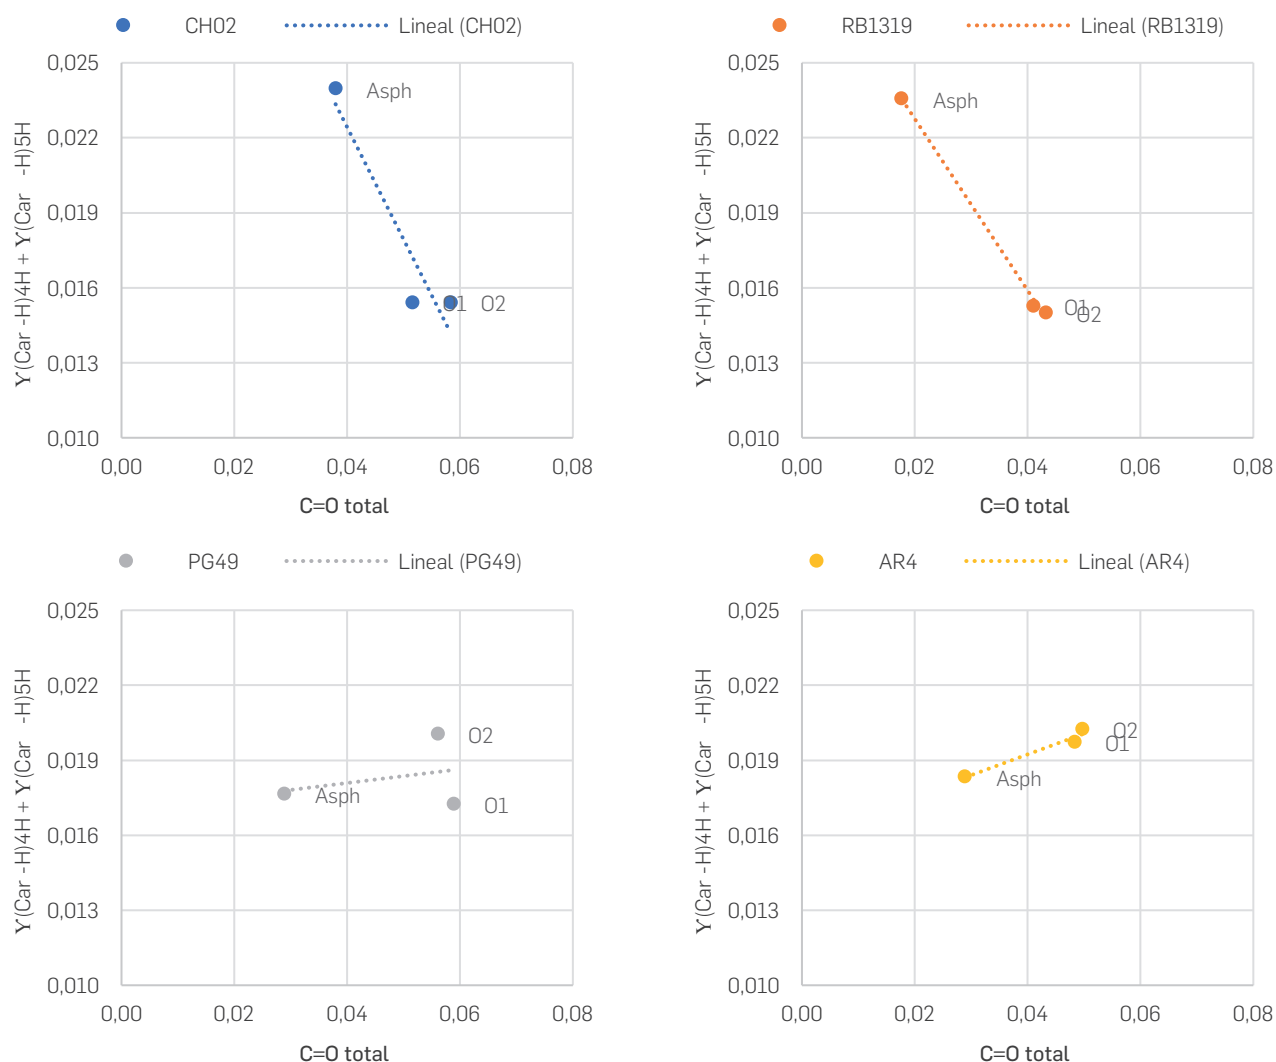 CH02 Lineal (CH02)
0,025
0,022
0,019
0,016
0,013
0,010
ϒ(Car -H)4H + ϒ(Car -H)5H
Asph
O1 O2
0,00 0,02 0,04 0,06 0,08
C=O total
RB1319 Lineal (RB1319)
0,025
0,022
0,019
0,016
0,013
0,010
ϒ(Car -H)4H + ϒ(Car -H)5H
Asph
O1
O2
0,00 0,02 0,04 0,06 0,08
C=O total
PG49 Lineal (PG49)
0,025
0,022
0,019
0,016
0,013
0,010
ϒ(Car -H)4H + ϒ(Car -H)5H
O2
Asph
O1
0,00 0,02 0,04 0,06 0,08
C=O total
AR4 Lineal (AR4)
0,025
0,022
0,019
0,016
0,013
0,010
ϒ(Car -H)4H + ϒ(Car -H)5H
O2
O1
Asph
0,00 0,02 0,04 0,06 0,08
C=O total